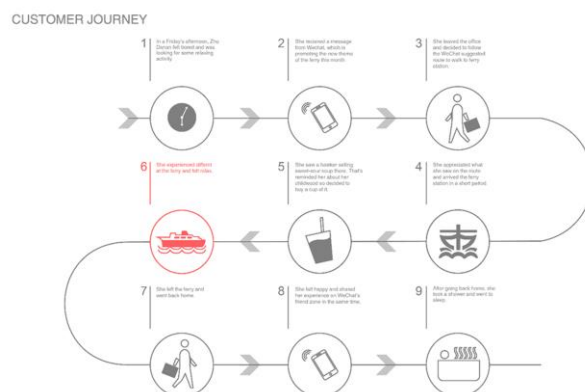 CUSTOMER JOURNEY
1
In a Friday's afternoon, Zhu
felt bored and was
looking for some relaxing
activity.
2
She received a message
from Wechat, which is
promoting the new theme
of the ferry this month.
3
She leaved the office
and decided to follow
the WeChat suggested
route to walk to ferry
station.
6
She experienced different
at the ferry and felt
5
She saw a hawker selling
soup there. That's
reminded her about her
childhood so decided to
buy a cup of it.
4
She appreciated what
she saw on the route
and arrived the ferry
station in a short period.
7
She left the ferry and
went back home.
8
She felt happy and shared
her experience on WeChat's
friend zone in the same time.
9
After going back home, she
took a shower and went to
sleep.